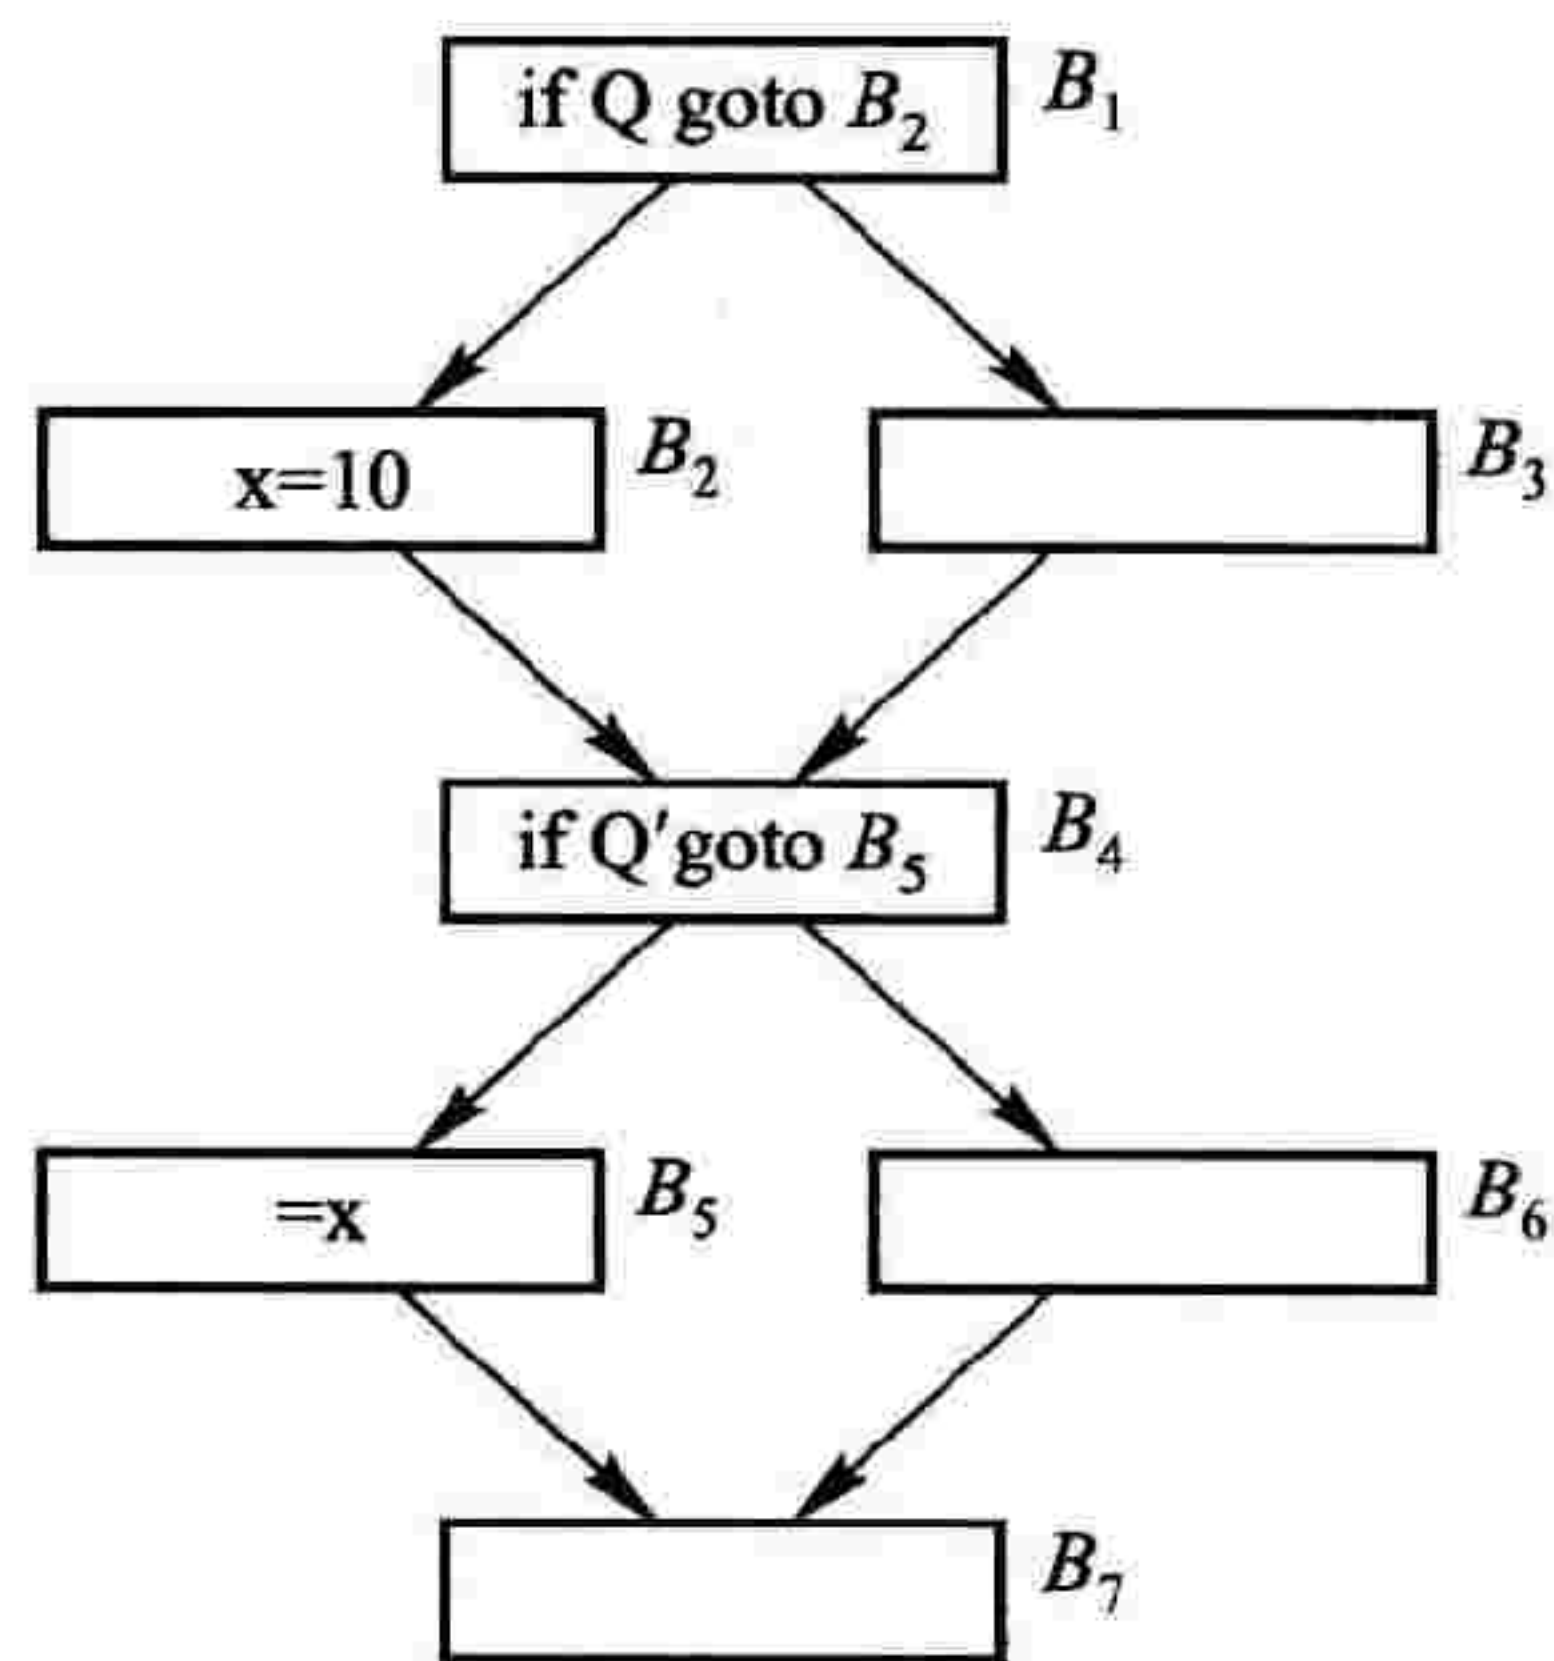 if Q goto B₂ B₁
x=10 B₂ B₃
if Q' goto B₅ B₄
=x B₅ B₆
B₇